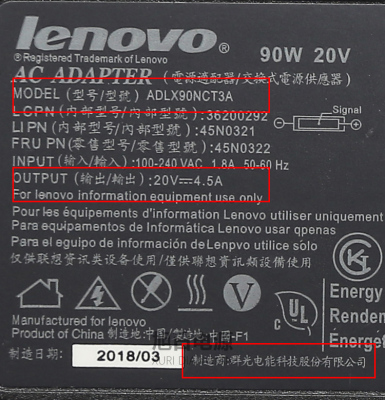 lenovo
® Registered Trademark of Lenovo
90W 20V
AC ADAPTER (電源適配器/交換式電源供應器)
MODEL (型号/型號) ADLX90NCT3A
LCPN (内部型号/內部型號):36200292
Signal
LIPN (内部型号/內部型號):45N0321
FRU PN (零售型号/零售型號):45N0322
INPUT (输入/輸入) :100-240 VAC, 1.8A, 50-60 Hz
OUTPUT (输出/輸出) :20V⎓4.5A
For lenovo information equipment use only
Pour les équipements d'information Lenovo utiliser uniquement
Para equipamentos de Informática Lenovo usar apenas
Para el equipo de información de Lenovo
仅供联想资讯类设备使用/僅供聯想資訊類設備使用
Energy
Manufactured for lenovo
Product of China 制造地:中国/製造地:中國-F1
制造日期: 2018/03
制造商:群光电能科技股份有限公司